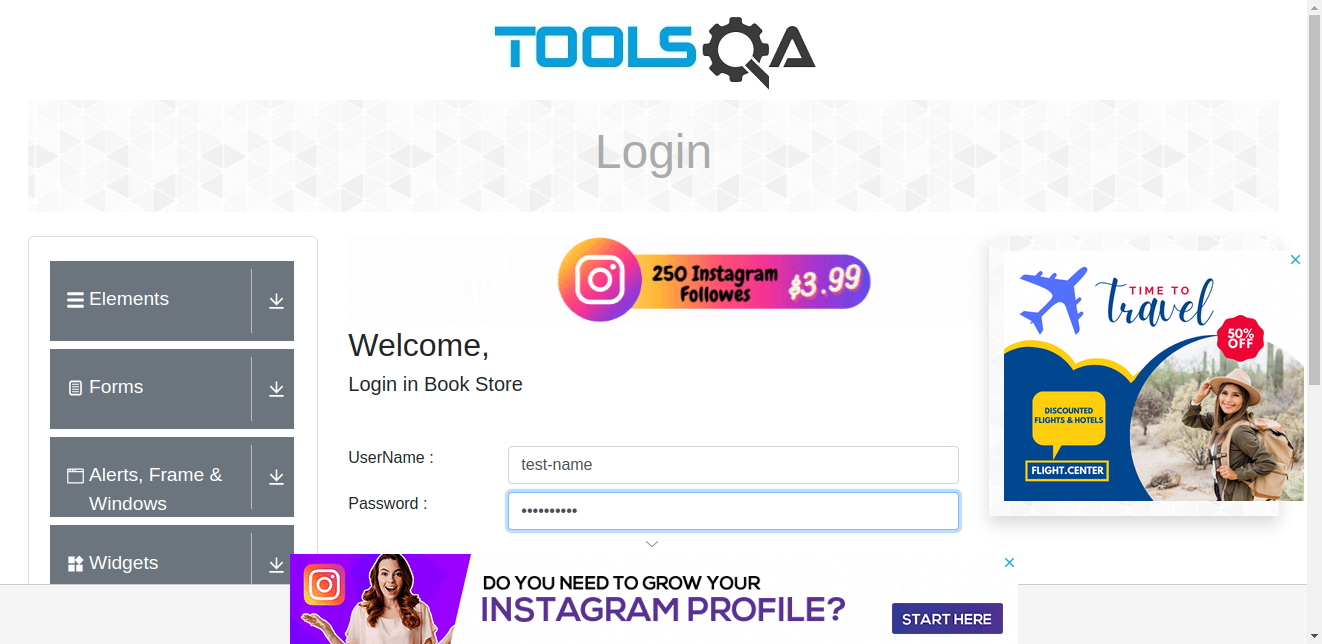 TOOLSQA
Login
Elements
Forms
Alerts, Frame &
Windows
Widgets
250 Instagram
Followes
$3.99
Welcome,
Login in Book Store
UserName :
test-name
Password :
••••••••••
TIME TO
travel
50%
OFF
DISCOUNTED
FLIGHTS & HOTELS
FLIGHT.CENTER
DO YOU NEED TO GROW YOUR
INSTAGRAM PROFILE?
START HERE